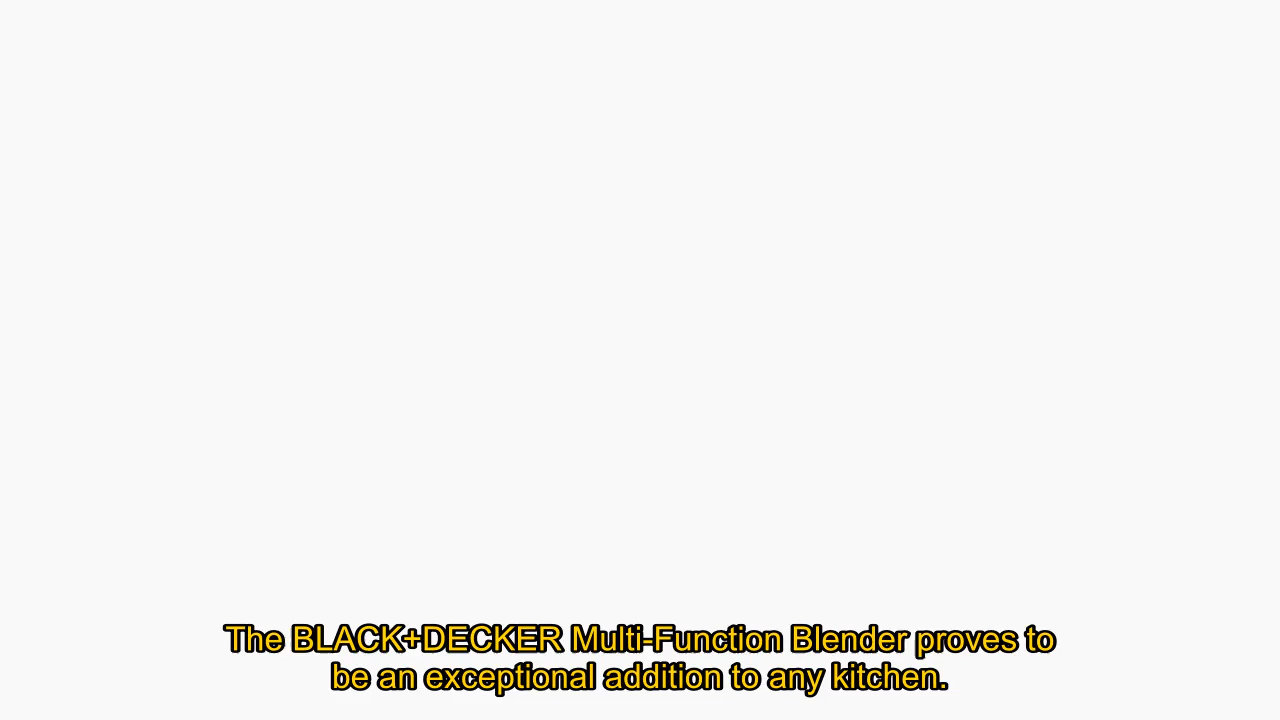 The BLACK+DECKER Multi-Function Blender proves to
be an exceptional addition to any kitchen.